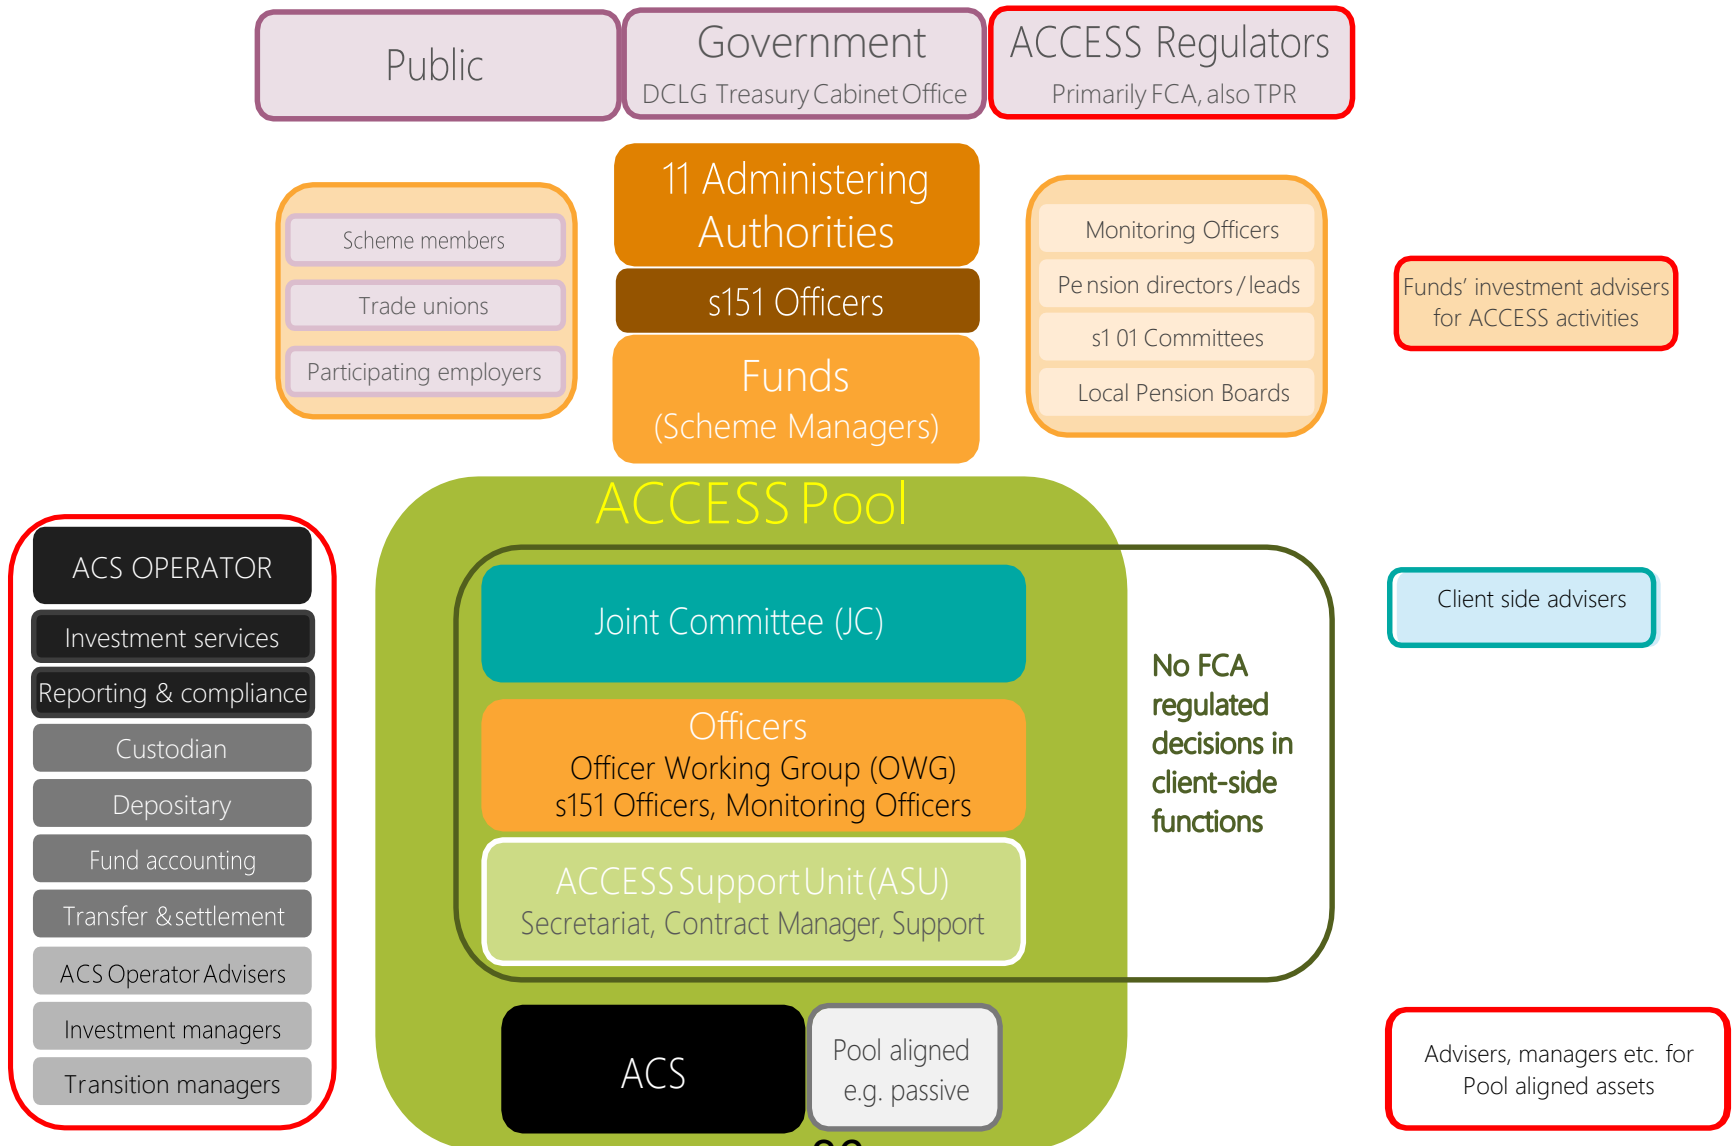 Public
Government
DCLG Treasury Cabinet Office
ACCESS Regulators
Primarily FCA, also TPR
11 Administering
Authorities
s151 Officers
Funds
(Scheme Managers)
Scheme members
Trade unions
Participating employers
Monitoring Officers
Pension directors / leads
s1 01 Committees
Local Pension Boards
Funds' investment advisers
for ACCESS activities
ACCESS Pool
Joint Committee (JC)
Officers
Officer Working Group (OWG)
s151 Officers, Monitoring Officers
ACCESS Support Unit (ASU)
Secretariat, Contract Manager, Support
No FCA
regulated
decisions in
client-side
functions
ACS
Pool aligned
e.g. passive
ACS OPERATOR
Investment services
Reporting & compliance
Custodian
Depositary
Fund accounting
Transfer & settlement
ACS Operator Advisers
Investment managers
Transition managers
Client side advisers
Advisers, managers etc. for
Pool aligned assets